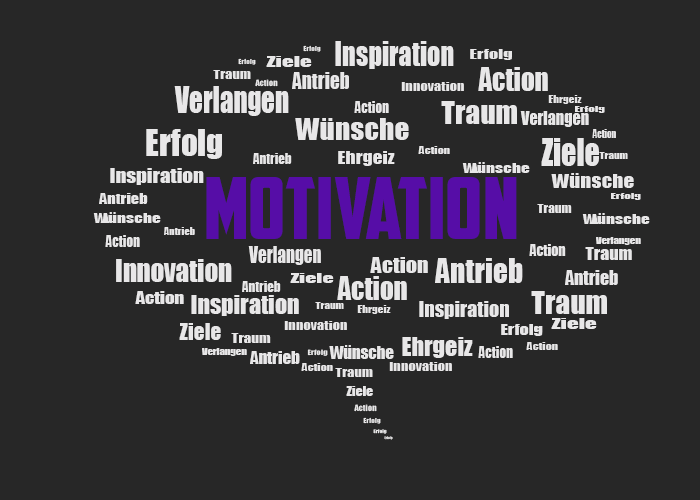 Erfolg
Inspiration
Erfolg
Erfolg
Ziele
Traum
Action
Antrieb
Innovation
Action
Verlangen
Action
Traum
Ehrgeiz
Erfolg
Verlangen
Wünsche
Action
Erfolg
Antrieb
Ehrgeiz
Action
Ziele
Traum
Inspiration
Wünsche
Wünsche
Antrieb
Erfolg
MOTIVATION
Wünsche
Traum
Wünsche
Antrieb
Action
Verlangen
Verlangen
Action
Traum
Innovation
Action
Antrieb
Ziele
Antrieb
Antrieb
Action
Action
Inspiration
Traum
Ehrgeiz
Inspiration
Traum
Ziele
Innovation
Erfolg
Ziele
Traum
Verlangen
Antrieb
Erfolg
Wünsche
Ehrgeiz
Action
Action
Action
Traum
Innovation
Ziele
Action
Erfolg
Erfolg